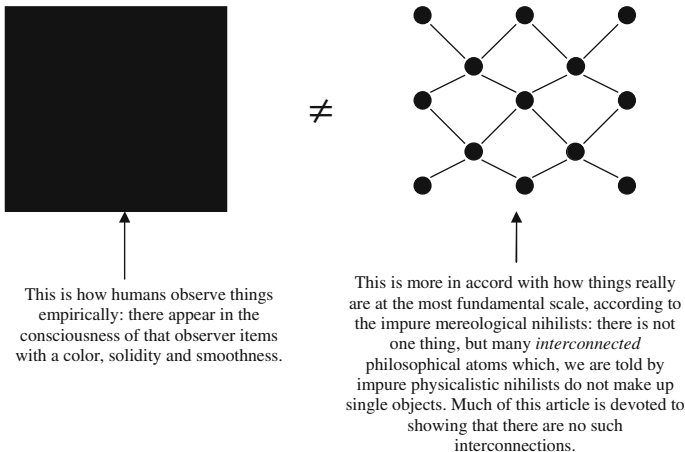 ≠
This is how humans observe things
empirically: there appear in the
consciousness of that observer items
with a color, solidity and smoothness.
This is more in accord with how things really
are at the most fundamental scale, according to
the impure mereological nihilists: there is not
one thing, but many interconnected
philosophical atoms which, we are told by
impure physicalistic nihilists do not make up
single objects. Much of this article is devoted to
showing that there are no such
interconnections.